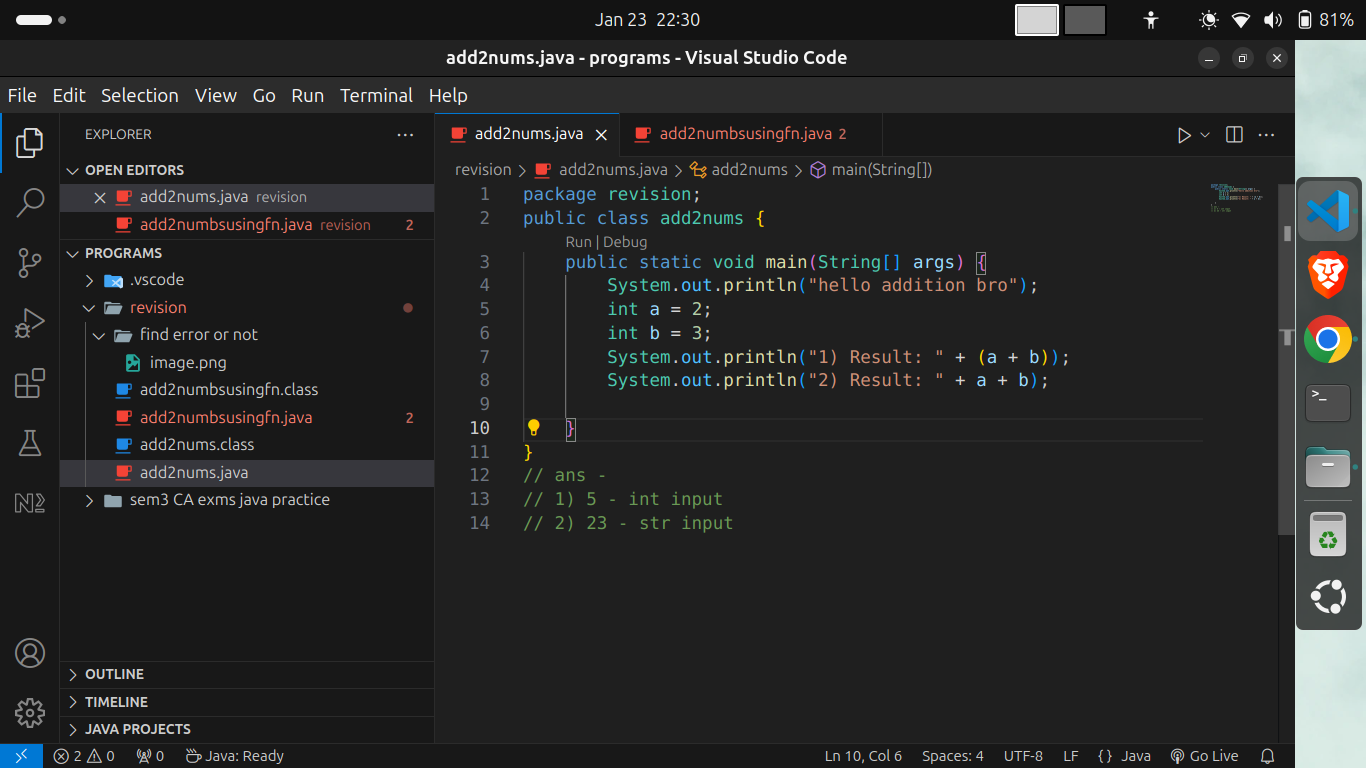 Jan 23 22:30
81%
add2nums.java - programs - Visual Studio Code
File Edit Selection View Go Run Terminal Help
EXPLORER
OPEN EDITORS
add2nums.java revision
add2numbsusingfn.java revision 2
PROGRAMS
.vscode
revision
find error or not
image.png
add2numbsusingfn.class
add2numbsusingfn.java 2
add2nums.class
add2nums.java
sem3 CA exms java practice
OUTLINE
TIMELINE
JAVA PROJECTS
add2nums.java
add2numbsusingfn.java 2
revision > add2nums.java > add2nums > main(String[])
1 package revision;
2 public class add2nums {
Run | Debug
3 public static void main(String[] args) {
4 System.out.println("hello addition bro");
5 int a = 2;
6 int b = 3;
7 System.out.println("1) Result: " + (a + b));
8 System.out.println("2) Result: " + a + b);
9
10 }
11 }
12 // ans -
13 // 1) 5 - int input
14 // 2) 23 - str input
2 0 0 Java: Ready
Ln 10, Col 6 Spaces: 4 UTF-8 LF {} Java Go Live